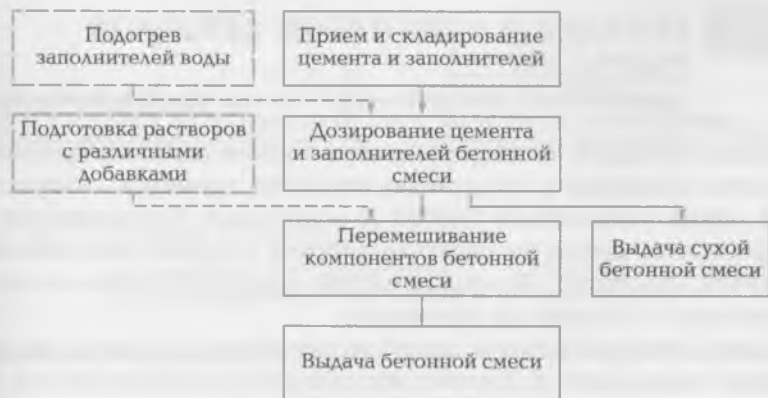 Подогрев
заполнителей воды
Прием и складирование
цемента и заполнителей
Подготовка растворов
с различными
добавками
Дозирование цемента
и заполнителей бетонной
смеси
Перемешивание
компонентов бетонной
смеси
Выдача сухой
бетонной смеси
Выдача бетонной смеси